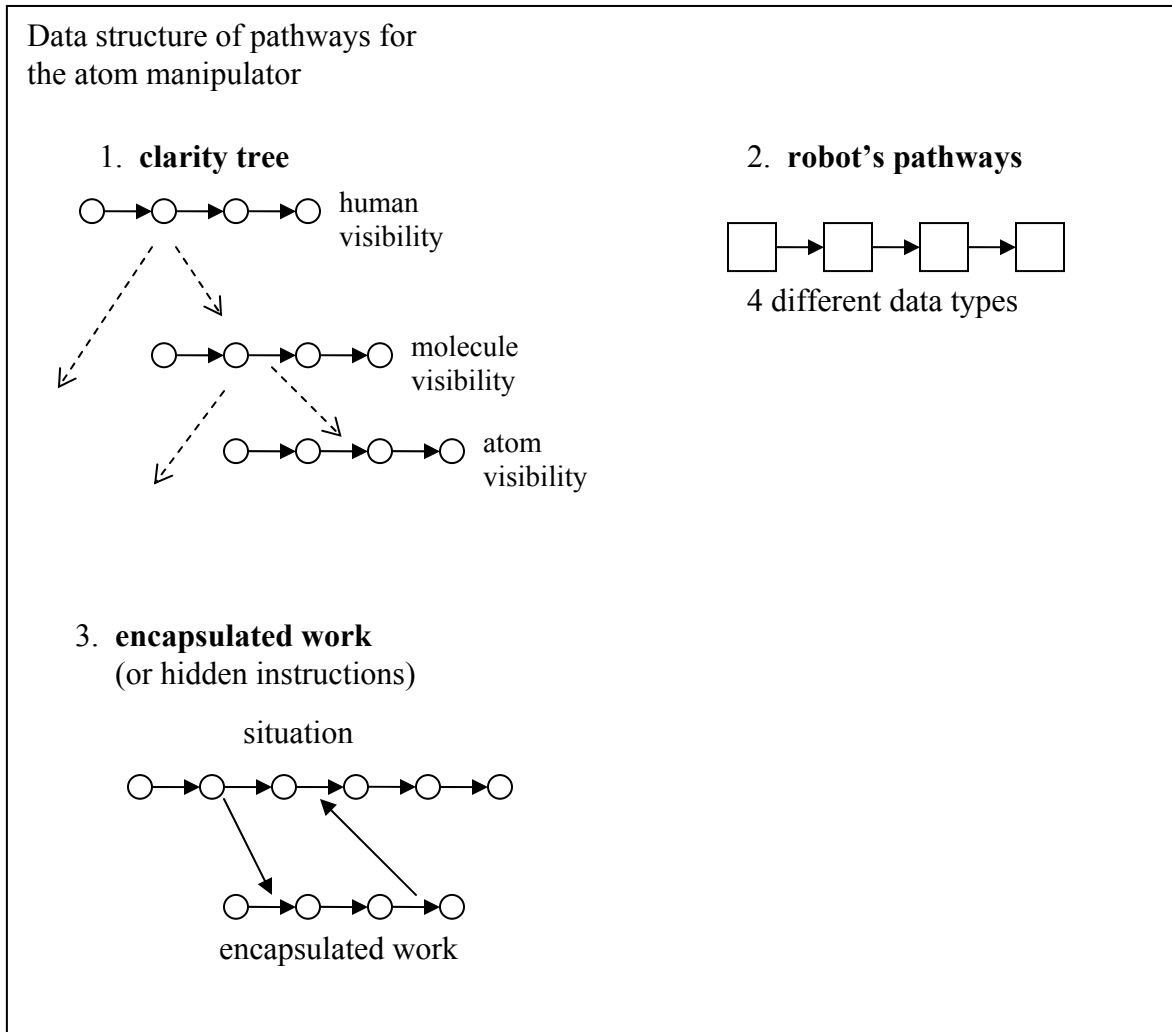 Data structure of pathways for
the atom manipulator
1. clarity tree
human
visibility
molecule
visibility
atom
visibility
2. robot’s pathways
4 different data types
3. encapsulated work
(or hidden instructions)
situation
encapsulated work